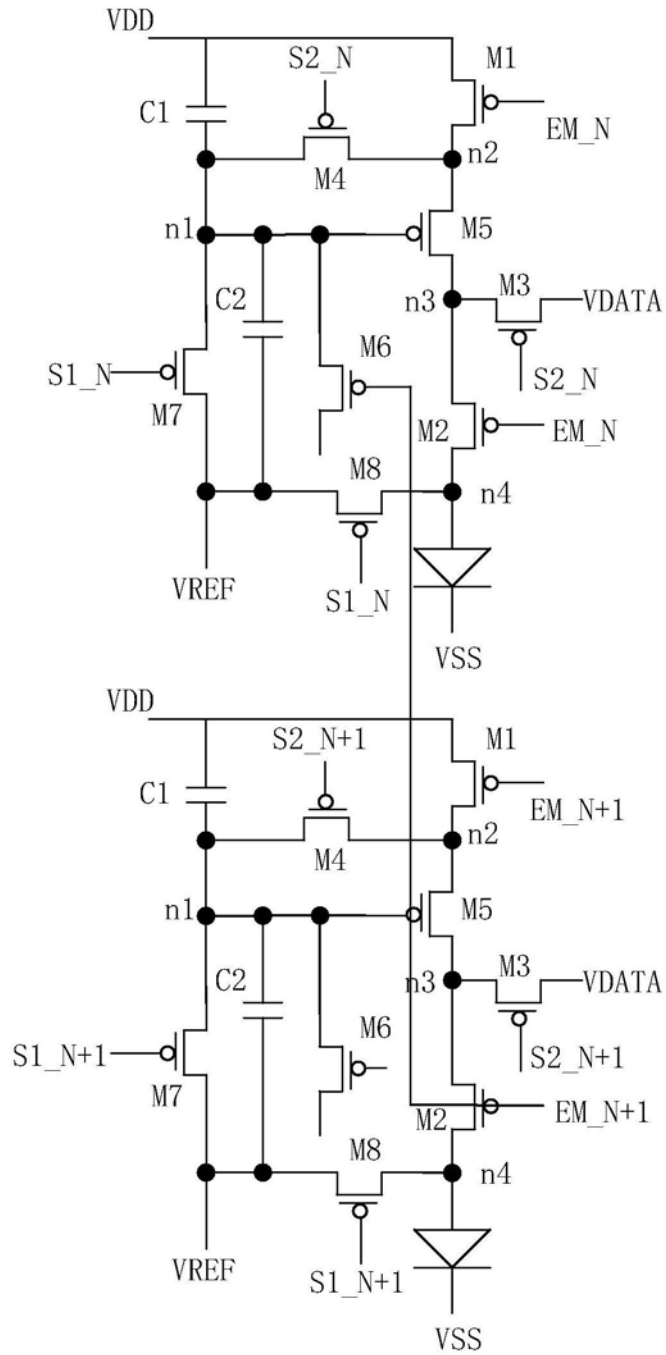 VDD
M1
S2_N
C1
EM_N
n2
M4
n1
M5
C2
n3
M3
VDATA
M6
S1_N
S2_N
M7
M2
EM_N
M8
n4
VREF
S1_N
VSS
VDD
M1
S2_N+1
C1
EM_N+1
n2
M4
n1
M5
C2
n3
M3
VDATA
M6
S1_N+1
S2_N+1
M7
M2
EM_N+1
M8
n4
VREF
S1_N+1
VSS